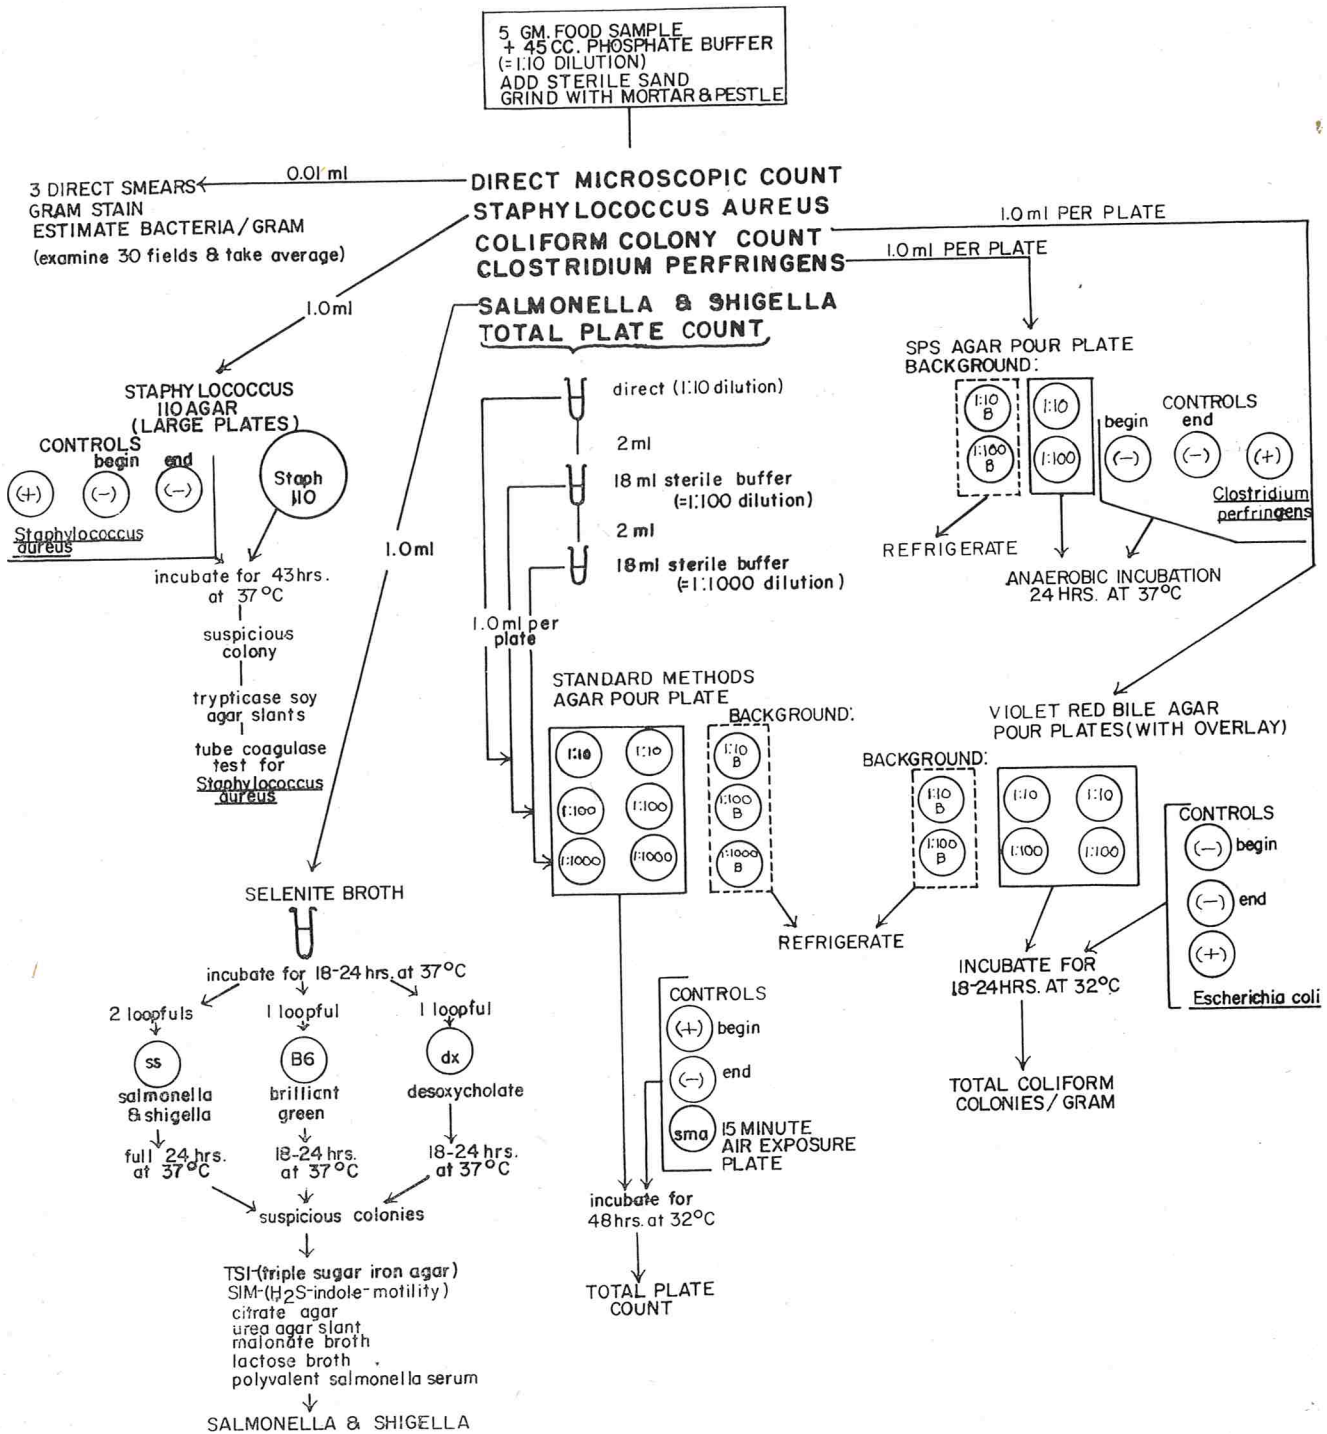 5 GM. FOOD SAMPLE
+ 45 CC. PHOSPHATE BUFFER
(=1:10 DILUTION)
ADD STERILE SAND
GRIND WITH MORTAR & PESTLE
0.01 ml
3 DIRECT SMEARS
GRAM STAIN
ESTIMATE BACTERIA/GRAM
(examine 30 fields & take average)
DIRECT MICROSCOPIC COUNT
STAPHYLOCOCCUS AUREUS
COLIFORM COLONY COUNT
CLOSTRIDIUM PERFRINGENS
SALMONELLA & SHIGELLA
TOTAL PLATE COUNT
1.0 ml PER PLATE
1.0 ml PER PLATE
1.0 ml
STAPHYLOCOCCUS
110 AGAR
(LARGE PLATES)
CONTROLS
begin end
(+) (-) (-)
Staph
110
Staphylococcus
aureus
incubate for 43 hrs.
at 37°C
suspicious
colony
trypticase soy
agar slants
tube coagulase
test for
Staphylococcus
aureus
1.0 ml
direct (1:10 dilution)
2 ml
18 ml sterile buffer
(=1:100 dilution)
2 ml
18 ml sterile buffer
(=1:1000 dilution)
1.0 ml per
plate
SPS AGAR POUR PLATE
BACKGROUND:
1:10
B
1:100
B
1:10
1:100
CONTROLS
begin end
(-) (-) (+)
Clostridium
perfringens
REFRIGERATE
ANAEROBIC INCUBATION
24 HRS. AT 37°C
STANDARD METHODS
AGAR POUR PLATE
BACKGROUND:
1:10 1:10
1:100 1:100
1:1000 1:1000
1:10
B
1:100
B
1:1000
B
VIOLET RED BILE AGAR
POUR PLATES (WITH OVERLAY)
BACKGROUND:
1:10
B
1:100
B
1:10 1:10
1:100 1:100
CONTROLS
(-) begin
(-) end
(+)
Escherichia coli
REFRIGERATE
INCUBATE FOR
18-24 HRS. AT 32°C
TOTAL COLIFORM
COLONIES/GRAM
SELENITE BROTH
incubate for 18-24 hrs. at 37°C
2 loopfuls 1 loopful 1 loopful
ss B6 dx
salmonella
& shigella
brilliant
green
desoxycholate
full 24 hrs.
at 37°C
18-24 hrs.
at 37°C
18-24 hrs.
at 37°C
suspicious colonies
TSI-(triple sugar iron agar)
SIM-(H2S-indole-motility)
citrate agar
urea agar slant
malonate broth
lactose broth
polyvalent salmonella serum
SALMONELLA & SHIGELLA
CONTROLS
(+) begin
(-) end
sma 15 MINUTE
AIR EXPOSURE
PLATE
incubate for
48 hrs. at 32°C
TOTAL PLATE
COUNT